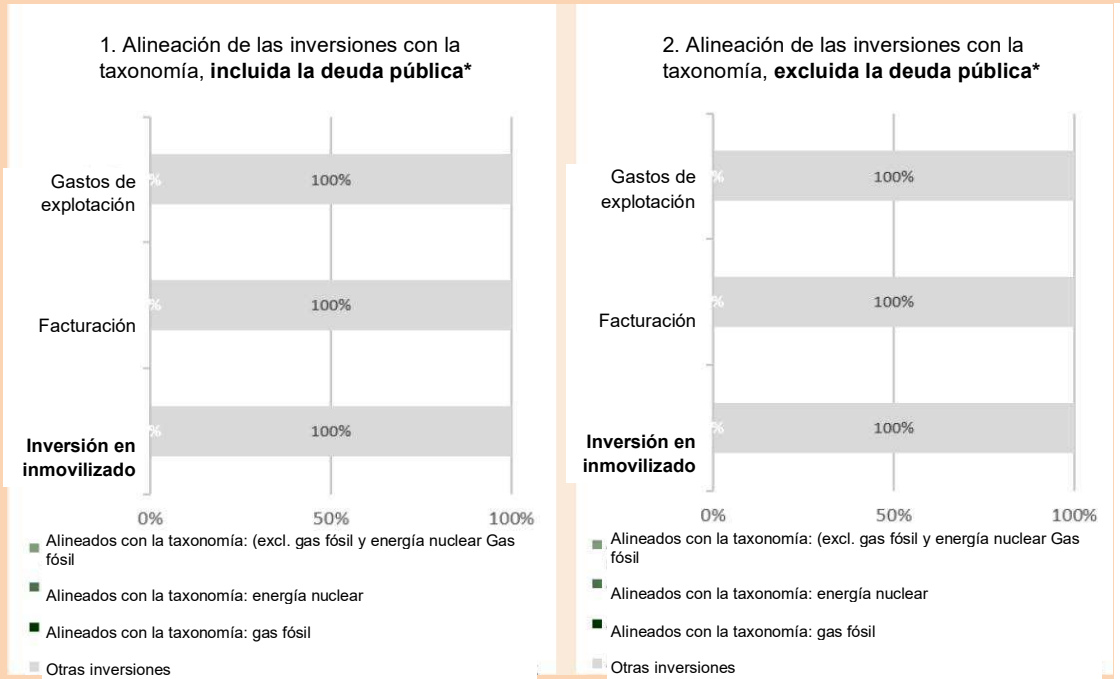 1. Alineación de las inversiones con la
taxonomía, incluida la deuda pública*
Gastos de
explotación
%
100%
Facturación
%
100%
Inversión en
inmovilizado
%
100%
0%
50%
100%
Alineados con la taxonomía: (excl. gas fósil y energía nuclear Gas
fósil
Alineados con la taxonomía: energía nuclear
Alineados con la taxonomía: gas fósil
Otras inversiones
2. Alineación de las inversiones con la
taxonomía, excluida la deuda pública*
Gastos de
explotación
%
100%
Facturación
%
100%
Inversión en
inmovilizado
%
100%
0%
50%
100%
Alineados con la taxonomía: (excl. gas fósil y energía nuclear Gas
fósil
Alineados con la taxonomía: energía nuclear
Alineados con la taxonomía: gas fósil
Otras inversiones